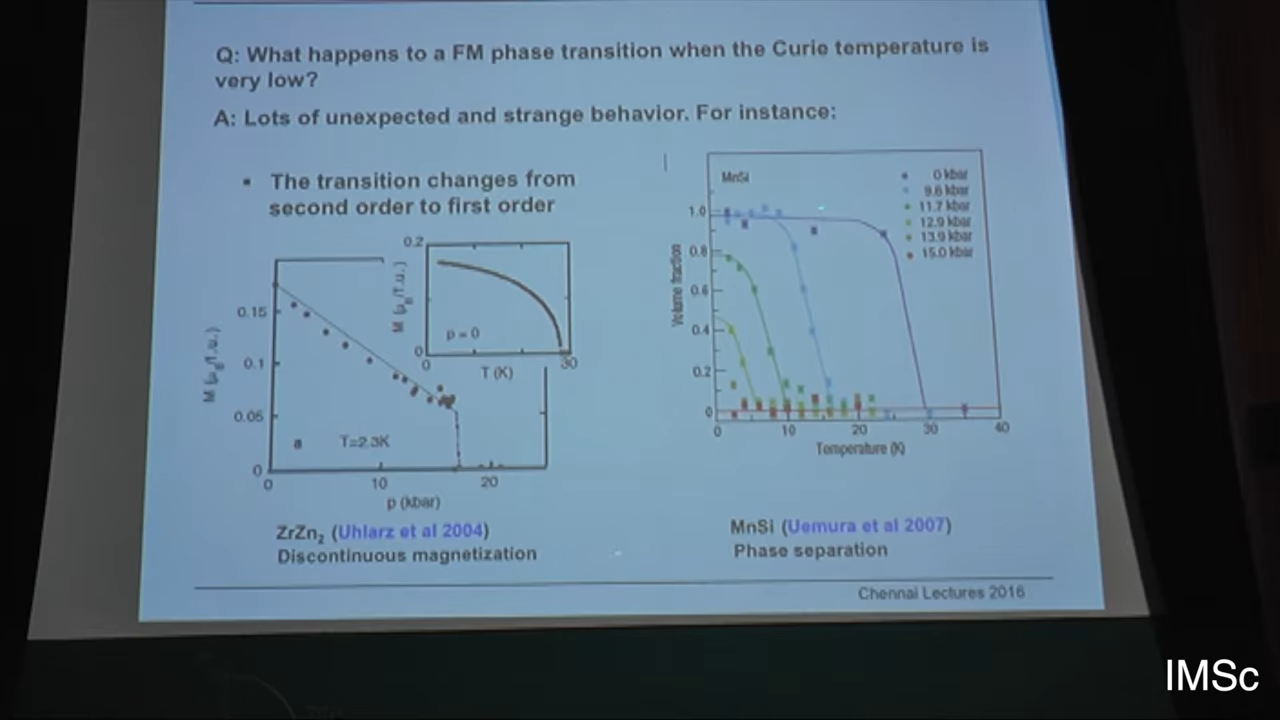 Q: What happens to a FM phase transition when the Curie temperature is
very low?
A: Lots of unexpected and strange behavior. For instance:
▪ The transition changes from
second order to first order
0.2
M (μB/f.u.)
0
p = 0
0
30
T (K)
0.15
0.1
0.05
0
M (μB/f.u.)
T=2.3K
0
10
20
p (kbar)
ZrZn2 (Uhlarz et al 2004)
Discontinuous magnetization
MnSi
0 kbar
9.6 kbar
11.7 kbar
12.9 kbar
13.9 kbar
15.0 kbar
1.0
0.8
0.6
0.4
0.2
0
Volume fraction
0
10
20
30
40
Temperature (K)
MnSi (Uemura et al 2007)
Phase separation
Chennai Lectures 2016
IMSc